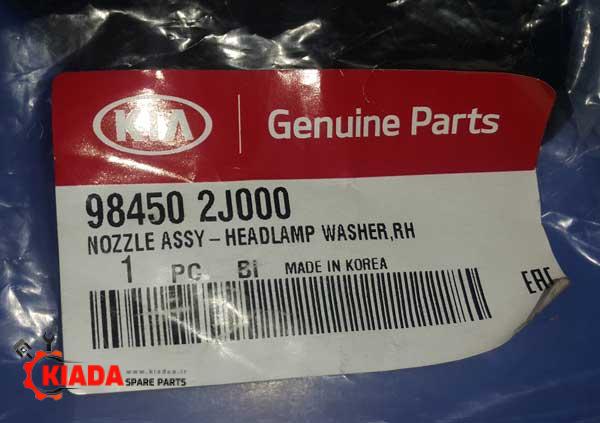 KIA
Genuine Parts
98450 2J000
NOZZLE ASSY – HEADLAMP WASHER,RH
1 PC BI MADE IN KOREA
EAC
www.kiadaa.ir
KIADA
SPARE PARTS